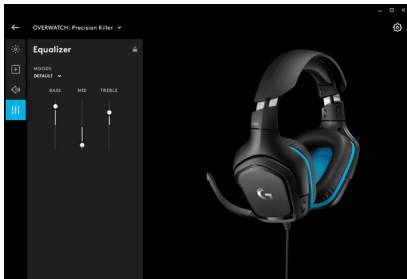 OVERWATCH: Precision Killer
Equalizer
MOODS
DEFAULT
BASS MID TREBLE
G